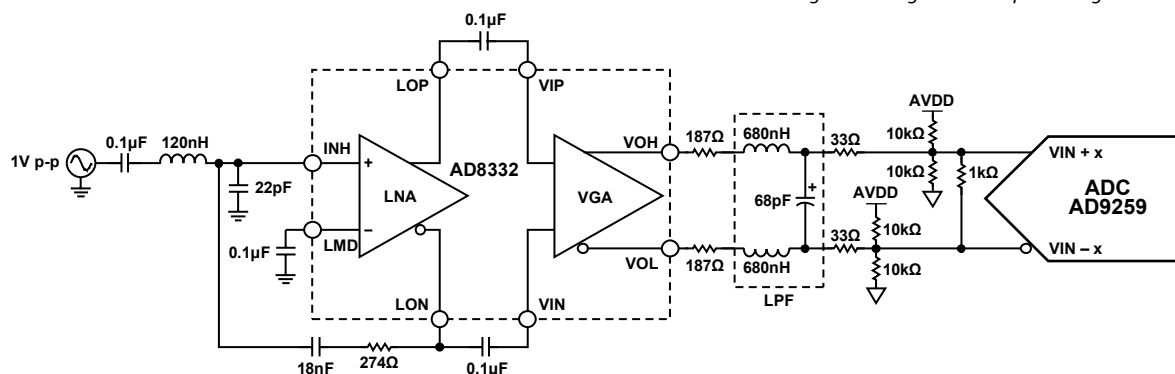 0.1µF
LOP
VIP
AVDD
187Ω
680nH
33Ω
10kΩ
0.1µF
120nH
VOH
1V p-p
INH
+
AD8332
10kΩ
1kΩ
VIN + x
22pF
LNA
VGA
68pF
+
AVDD
ADC
AD9259
–
LMD
10kΩ
0.1µF
VOL
187Ω
680nH
33Ω
10kΩ
VIN – x
LON
VIN
LPF
18nF
274Ω
0.1µF